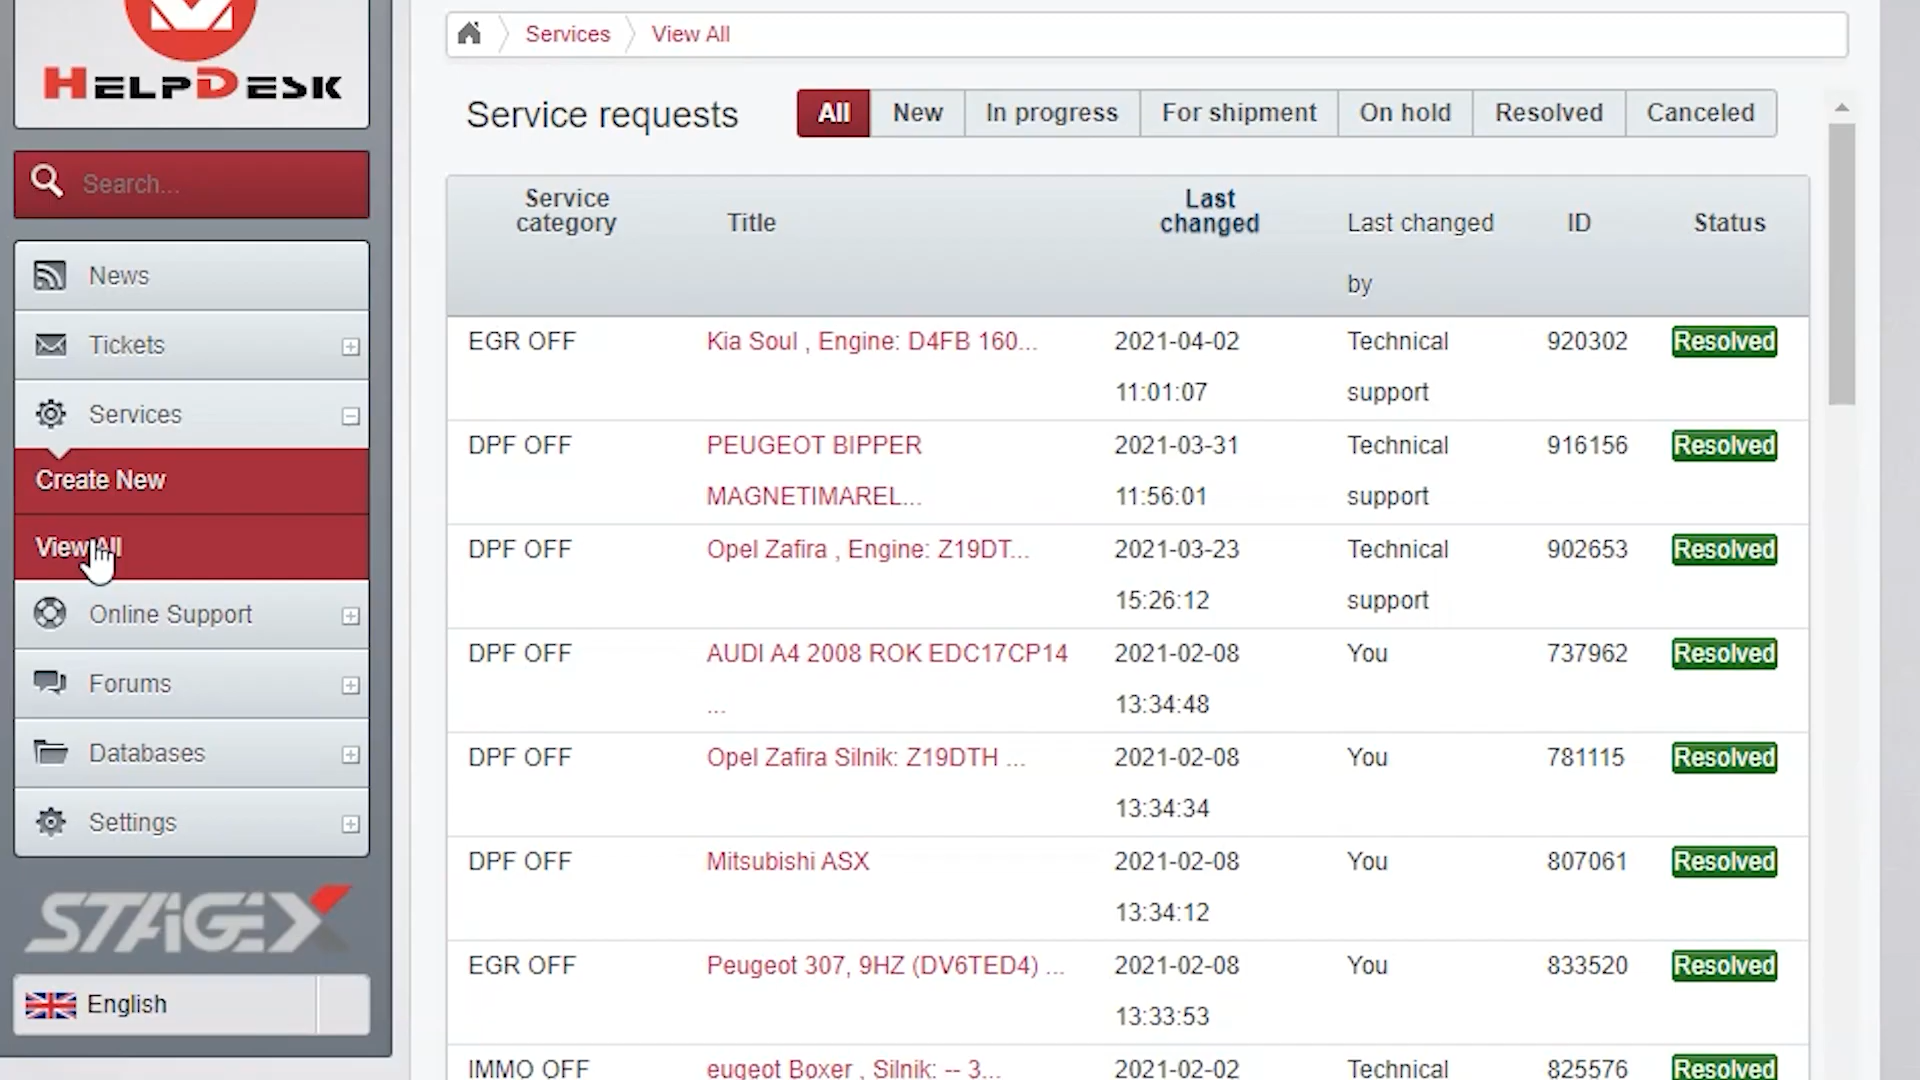 HELPDESK
Search...
News
Tickets
Services
Create New
View All
Online Support
Forums
Databases
Settings
STAGEX
English
Services View All
Service requests All New In progress For shipment On hold Resolved Canceled
Service category Title Last changed Last changed by ID Status
EGR OFF Kia Soul , Engine: D4FB 160... 2021-04-02 11:01:07 Technical support 920302 Resolved
DPF OFF PEUGEOT BIPPER MAGNETIMAREL... 2021-03-31 11:56:01 Technical support 916156 Resolved
DPF OFF Opel Zafira , Engine: Z19DT... 2021-03-23 15:26:12 Technical support 902653 Resolved
DPF OFF AUDI A4 2008 ROK EDC17CP14 ... 2021-02-08 13:34:48 You 737962 Resolved
DPF OFF Opel Zafira Silnik: Z19DTH ... 2021-02-08 13:34:34 You 781115 Resolved
DPF OFF Mitsubishi ASX 2021-02-08 13:34:12 You 807061 Resolved
EGR OFF Peugeot 307, 9HZ (DV6TED4) ... 2021-02-08 13:33:53 You 833520 Resolved
IMMO OFF eugeot Boxer , Silnik: -- 3... 2021-02-02 Technical 825576 Resolved